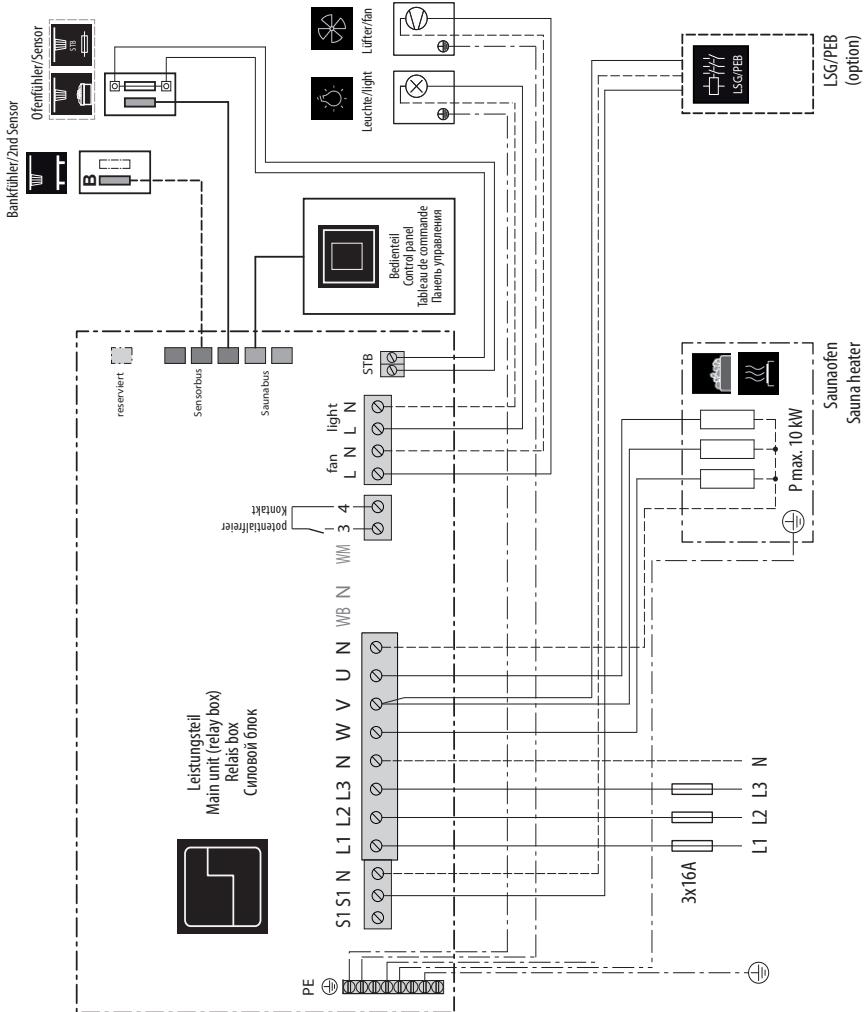 Bankfühler/2nd Sensor
Ofenfühler/Sensor
STB
B
Lüfter/fan
Leuchte/light
LSG/PEB
LSG/PEB
(option)
Bedienteil
Control panel
Tableau de commande
Панель управления
reserviert
Sensorbus
Saunabus
STB
fan light
L N L N
potentialfreier
Kontakt
3 4
WM
WB N
Leistungsteil
Main unit (relay box)
Relais box
Силовой блок
S1 S1 N L1 L2 L3 N W V U N
PE
P max. 10 kW
Saunaofen
Sauna heater
3x16A
L1 L2 L3 N